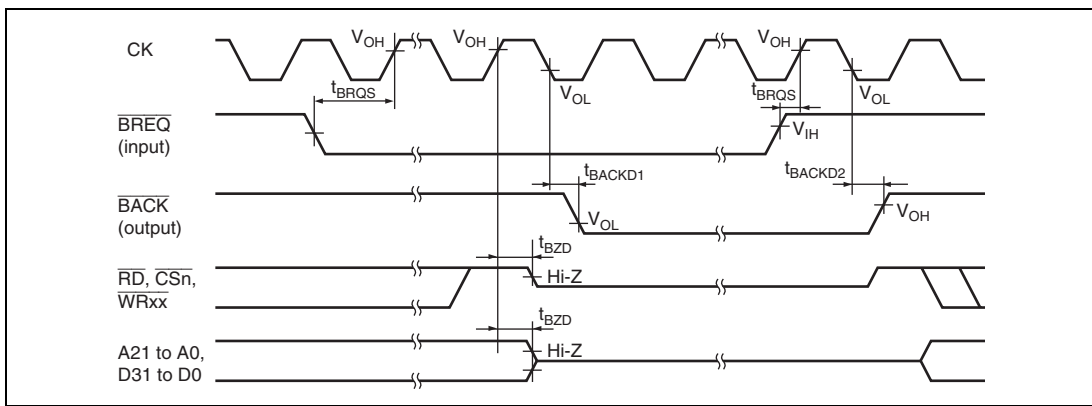 CK
V_OH
V_OH
V_OH
t_BRQS
V_OL
t_BRQS
V_OL
BREQ
(input)
V_IH
t_BACKD1
t_BACKD2
BACK
(output)
V_OL
V_OH
t_BZD
RD, CSn,
WRxx
Hi-Z
t_BZD
A21 to A0,
D31 to D0
Hi-Z